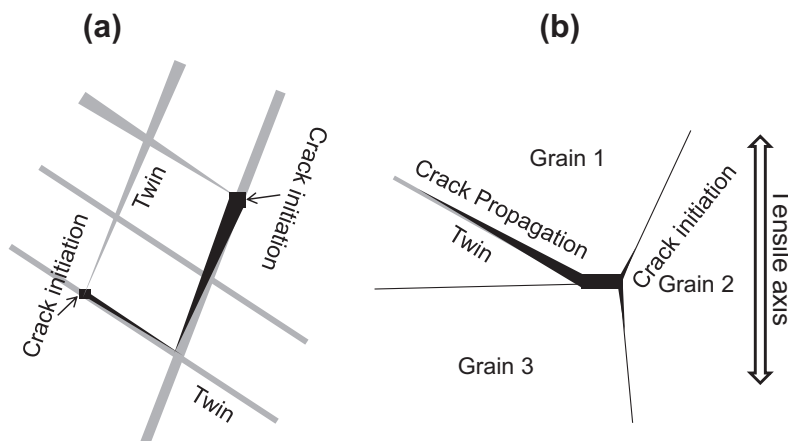 (a)
Twin
Crack initiation
Crack initiation
Twin
(b)
Grain 1
Crack Propagation
Twin
Crack initiation
Grain 2
Grain 3
Tensile axis